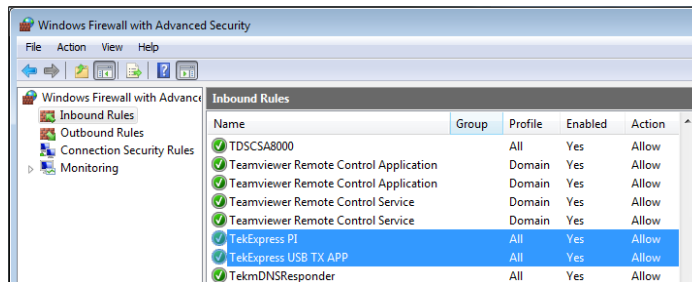 Windows Firewall with Advanced Security
File Action View Help
Windows Firewall with Advance
Inbound Rules
Outbound Rules
Connection Security Rules
Monitoring
Inbound Rules
Name Group Profile Enabled Action
TDSCSA8000 All Yes Allow
Teamviewer Remote Control Application Domain Yes Allow
Teamviewer Remote Control Application Domain Yes Allow
Teamviewer Remote Control Service Domain Yes Allow
Teamviewer Remote Control Service Domain Yes Allow
TekExpress PI All Yes Allow
TekExpress USB TX APP All Yes Allow
TekmDNSResponder All Yes Allow